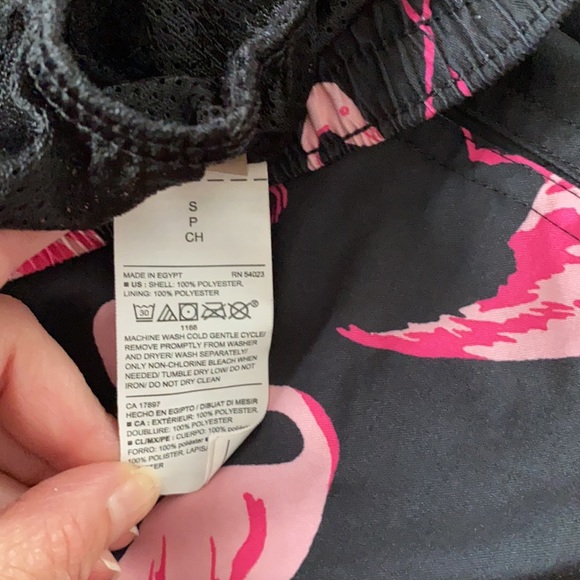 S
P
CH
MADE IN EGYPT RN 54023
■ US : SHELL: 100% POLYESTER,
LINING: 100% POLYESTER
30
1188
MACHINE WASH COLD GENTLE CYCLE/
REMOVE PROMPTLY FROM WASHER
AND DRYER/ WASH SEPARATELY/
ONLY NON-CHLORINE BLEACH WHEN
NEEDED/ TUMBLE DRY LOW/ DO NOT
IRON/ DO NOT DRY CLEAN
CA 17897
HECHO EN EGIPTO / DIBUAT DI MESIR
■ CA : EXTÉRIEUR: 100% POLYESTER,
DOUBLURE: 100% POLYESTER
■ CL/MX/PE : CUERPO: 100%
FORRO: 100% poliéster
100% POLISTER,